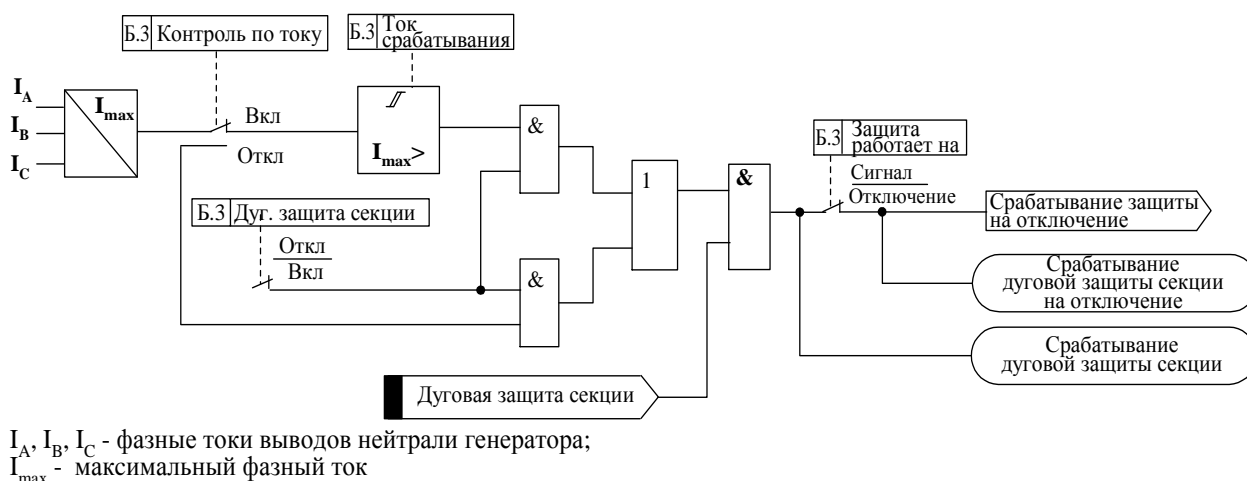 Б.3 Контроль по току
Б.3 Ток
срабатывания
I_A
I_B
I_C
I_max
Вкл
Откл
I_max>
&
Б.3 Дуг. защита секции
Откл
Вкл
&
1
&
Б.3 Защита
работает на
Сигнал
Отключение
Срабатывание защиты
на отключение
Срабатывание
дуговой защиты секции
на отключение
Срабатывание
дуговой защиты секции
Дуговая защита секции
I_A, I_B, I_C - фазные токи выводов нейтрали генератора;
I_max - максимальный фазный ток